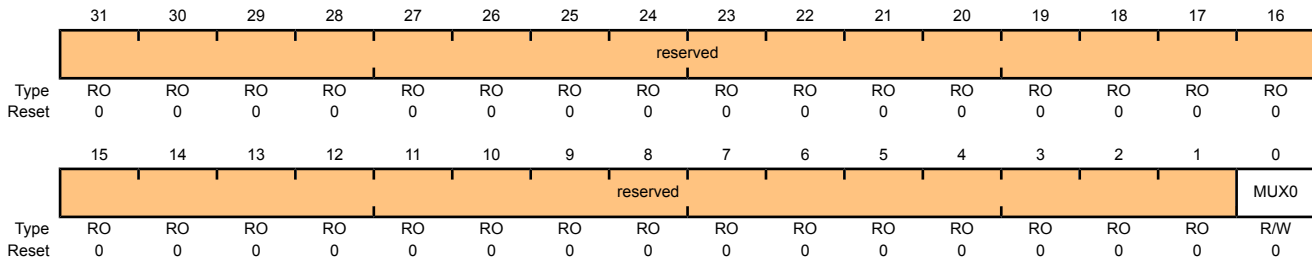 31 30 29 28 27 26 25 24 23 22 21 20 19 18 17 16
reserved
Type RO RO RO RO RO RO RO RO RO RO RO RO RO RO RO RO
Reset 0 0 0 0 0 0 0 0 0 0 0 0 0 0 0 0
15 14 13 12 11 10 9 8 7 6 5 4 3 2 1 0
reserved MUX0
Type RO RO RO RO RO RO RO RO RO RO RO RO RO RO RO R/W
Reset 0 0 0 0 0 0 0 0 0 0 0 0 0 0 0 0